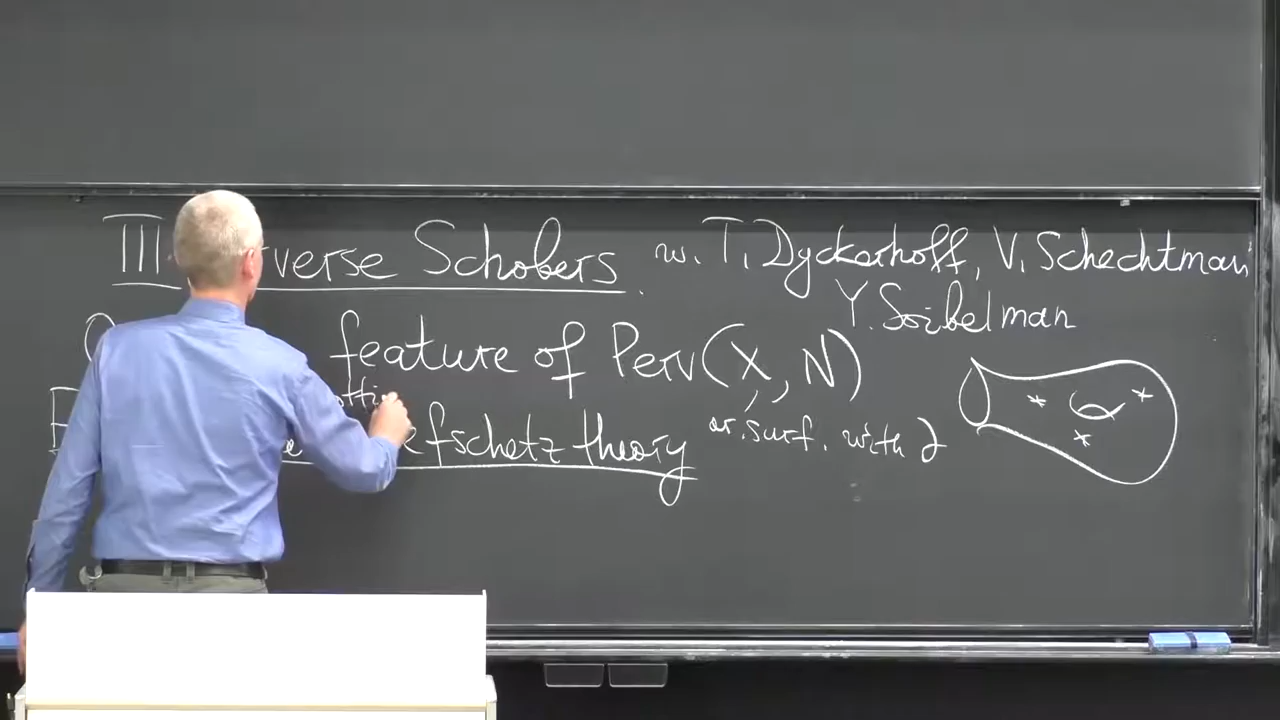 III. verse Schobers. w. T. Dyckerhoff, V. Schechtman,
Y. Soibelman
feature of Perv(X, N)
or. surf. with ∂
efschetz theory